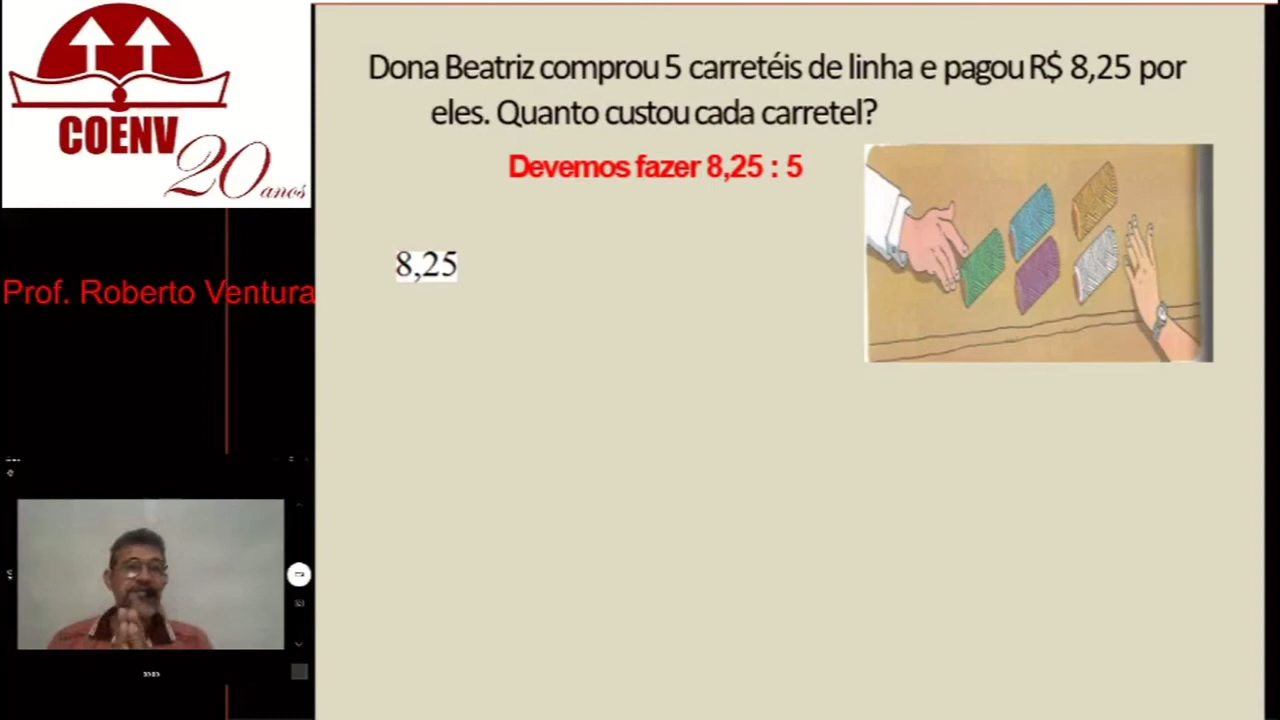 COENV
20 anos
Prof. Roberto Ventura
Dona Beatriz comprou 5 carretéis de linha e pagou R$ 8,25 por
eles. Quanto custou cada carretel?
Devemos fazer 8,25 : 5
8,25